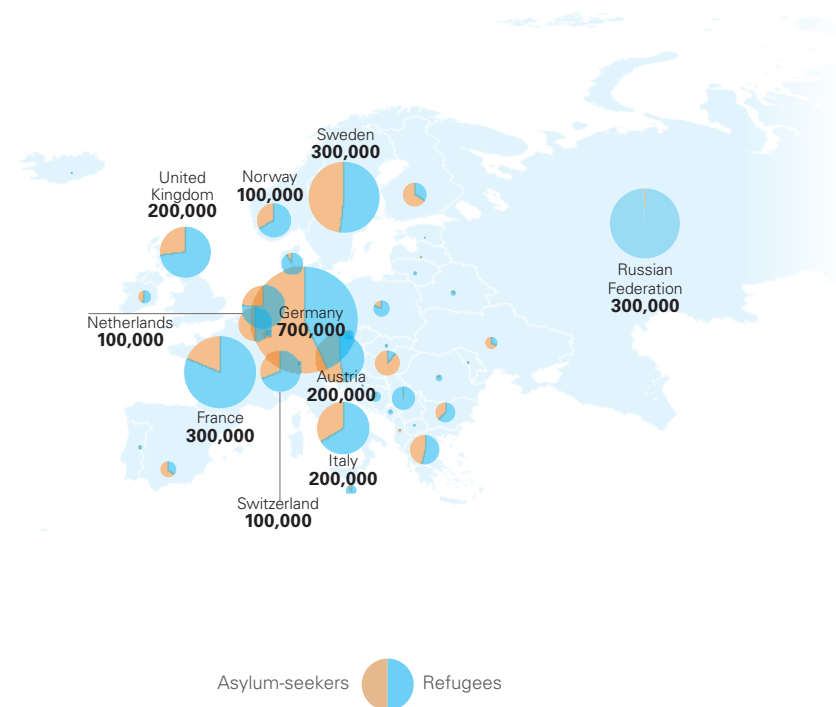 Sweden
300,000
United
Kingdom
200,000
Norway
100,000
Russian
Federation
300,000
Netherlands
100,000
Germany
700,000
Austria
200,000
France
300,000
Italy
200,000
Switzerland
100,000
Asylum-seekers
Refugees